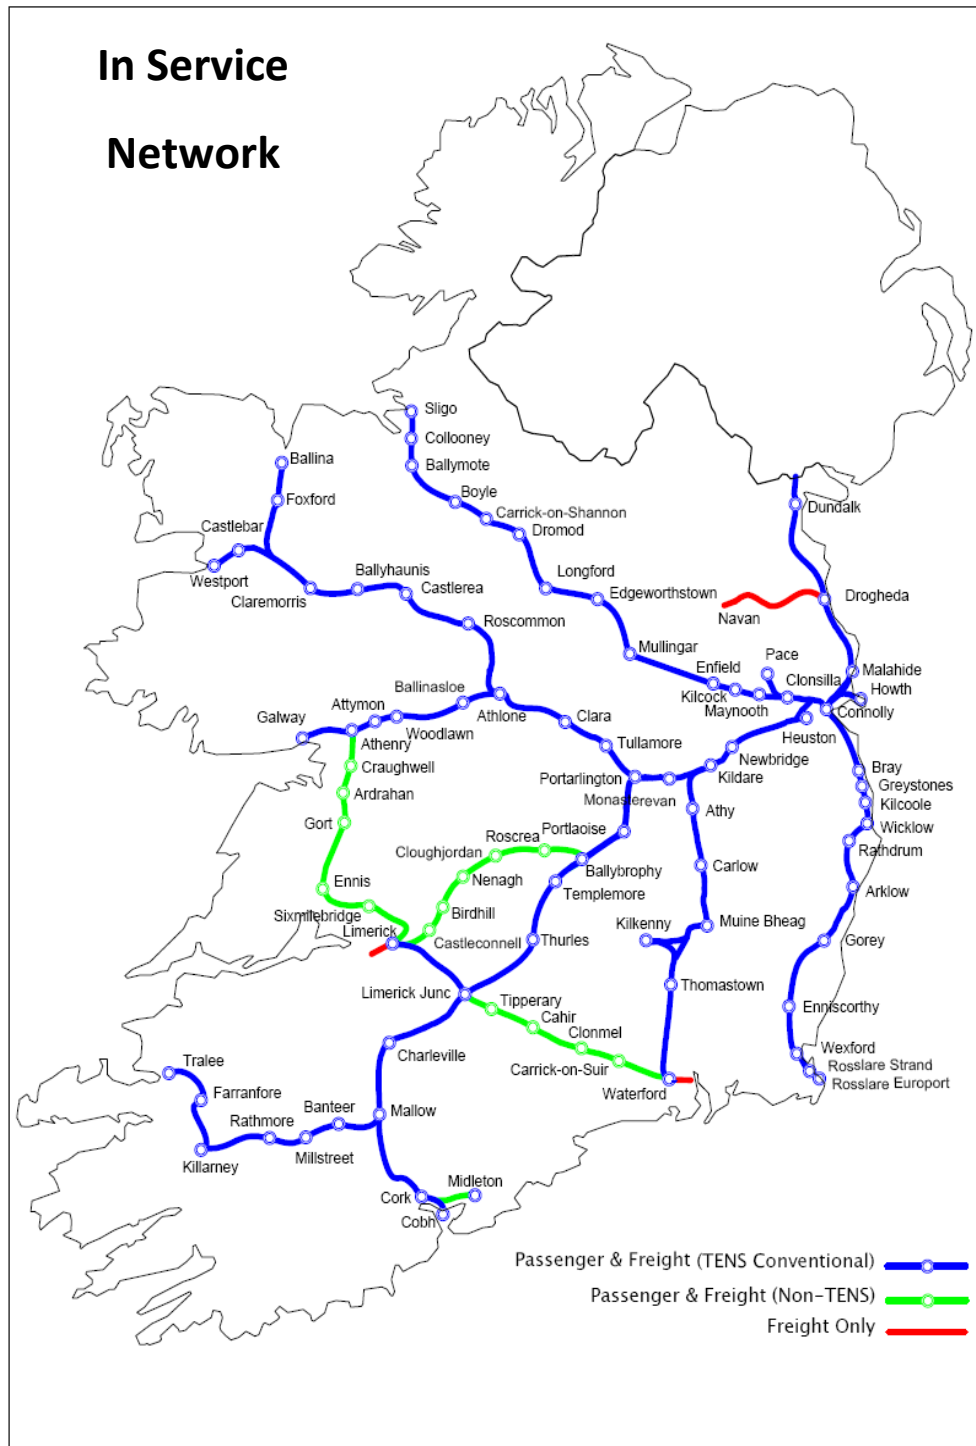 In Service
Network
Sligo
Collooney
Ballymote
Ballina
Boyle
Foxford
Carrick-on-Shannon
Dundalk
Castlebar
Dromod
Ballyhaunis
Longford
Westport
Castlerea
Edgeworthstown
Drogheda
Claremorris
Navan
Roscommon
Mullingar
Pace
Enfield
Clonsilla
Malahide
Ballinasloe
Kilcock
Howth
Attymon
Maynooth
Connolly
Galway
Athlone
Clara
Woodlawn
Heuston
Athenry
Tullamore
Newbridge
Craughwell
Portarlington
Kildare
Bray
Monasterevan
Greystones
Ardrahan
Athy
Kilcoole
Gort
Roscrea
Portlaoise
Wicklow
Cloughjordan
Rathdrum
Ballybrophy
Carlow
Ennis
Nenagh
Templemore
Arklow
Sixmilebridge
Birdhill
Kilkenny
Muine Bheag
Limerick
Castleconnell
Thurles
Gorey
Limerick Junc
Thomastown
Tipperary
Enniscorthy
Cahir
Clonmel
Charleville
Wexford
Tralee
Carrick-on-Suir
Rosslare Strand
Rosslare Europort
Farranfore
Waterford
Banteer
Mallow
Rathmore
Millstreet
Killarney
Midleton
Cork
Cobh
Passenger & Freight (TENS Conventional)
Passenger & Freight (Non-TENS)
Freight Only